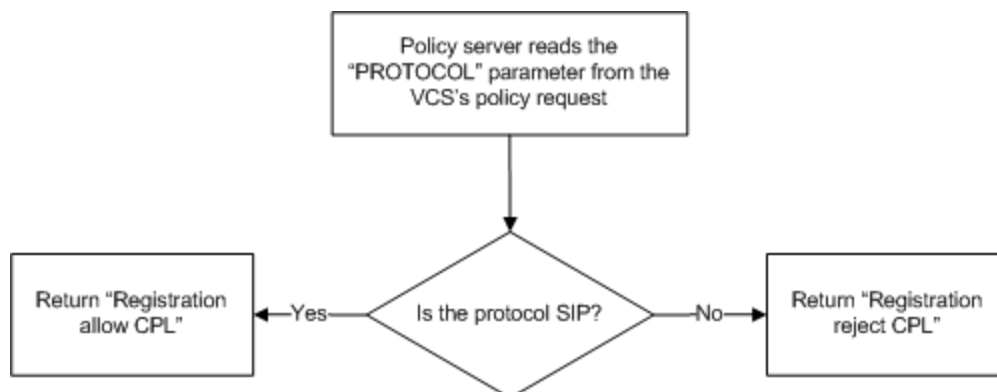 Policy server reads the
“PROTOCOL” parameter from the
VCS’s policy request
Return “Registration
allow CPL”
Yes
Is the protocol SIP?
No
Return “Registration
reject CPL”